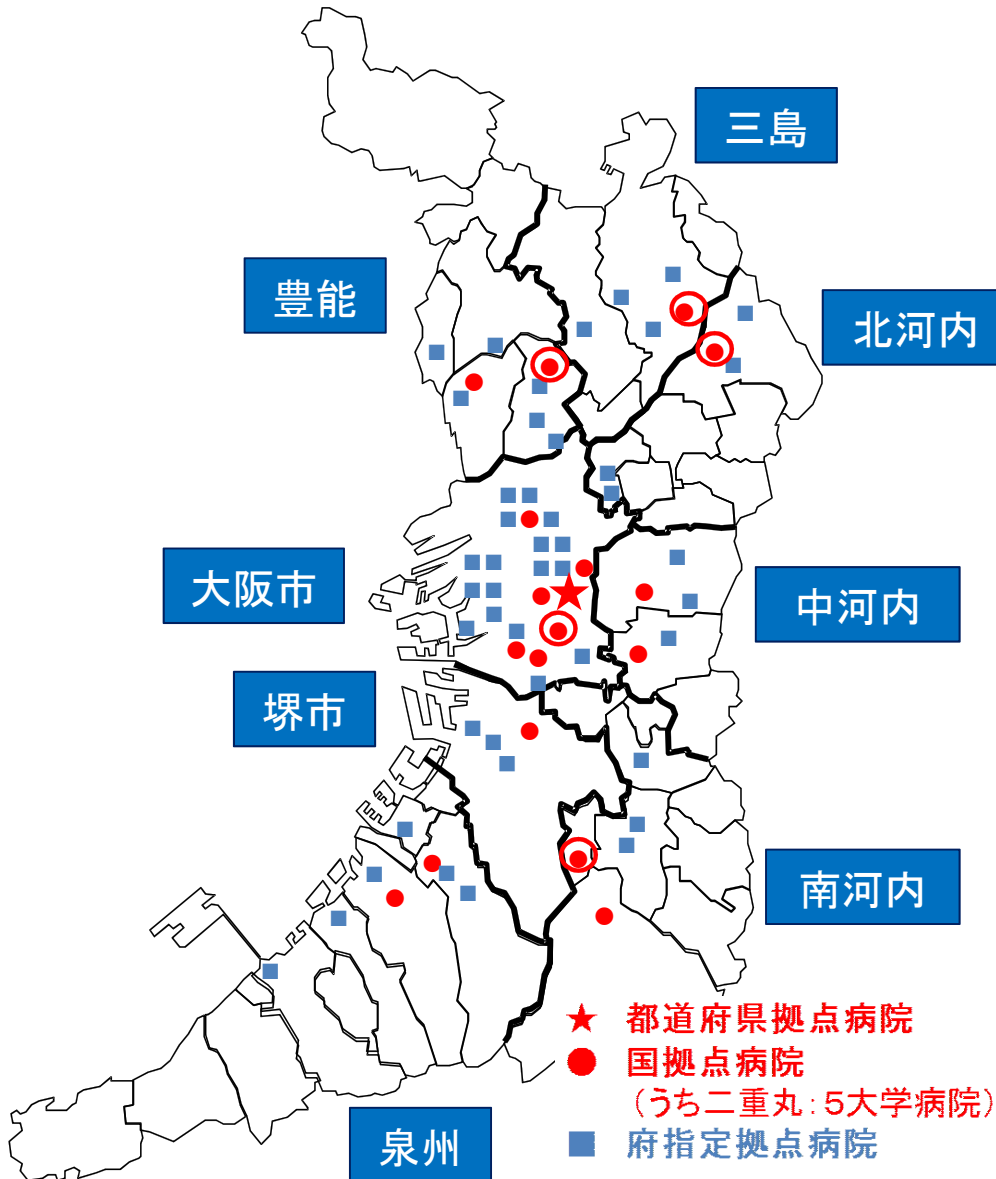 三島
豊能
北河内
大阪市
中河内
堺市
南河内
泉州
都道府県拠点病院
国拠点病院
(うち二重丸:5大学病院)
府指定拠点病院